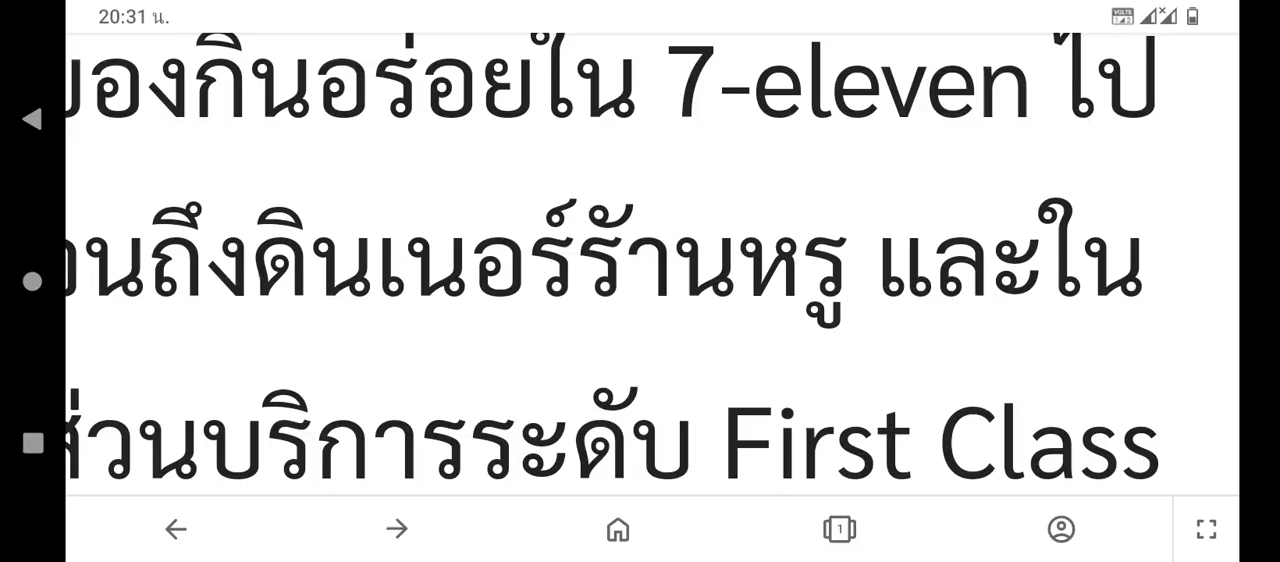 20:31 น.
ของกินอร่อยใน 7-eleven ไป
จนถึงดินเนอร์ร้านหรู และใน
ส่วนบริการระดับ First Class
1